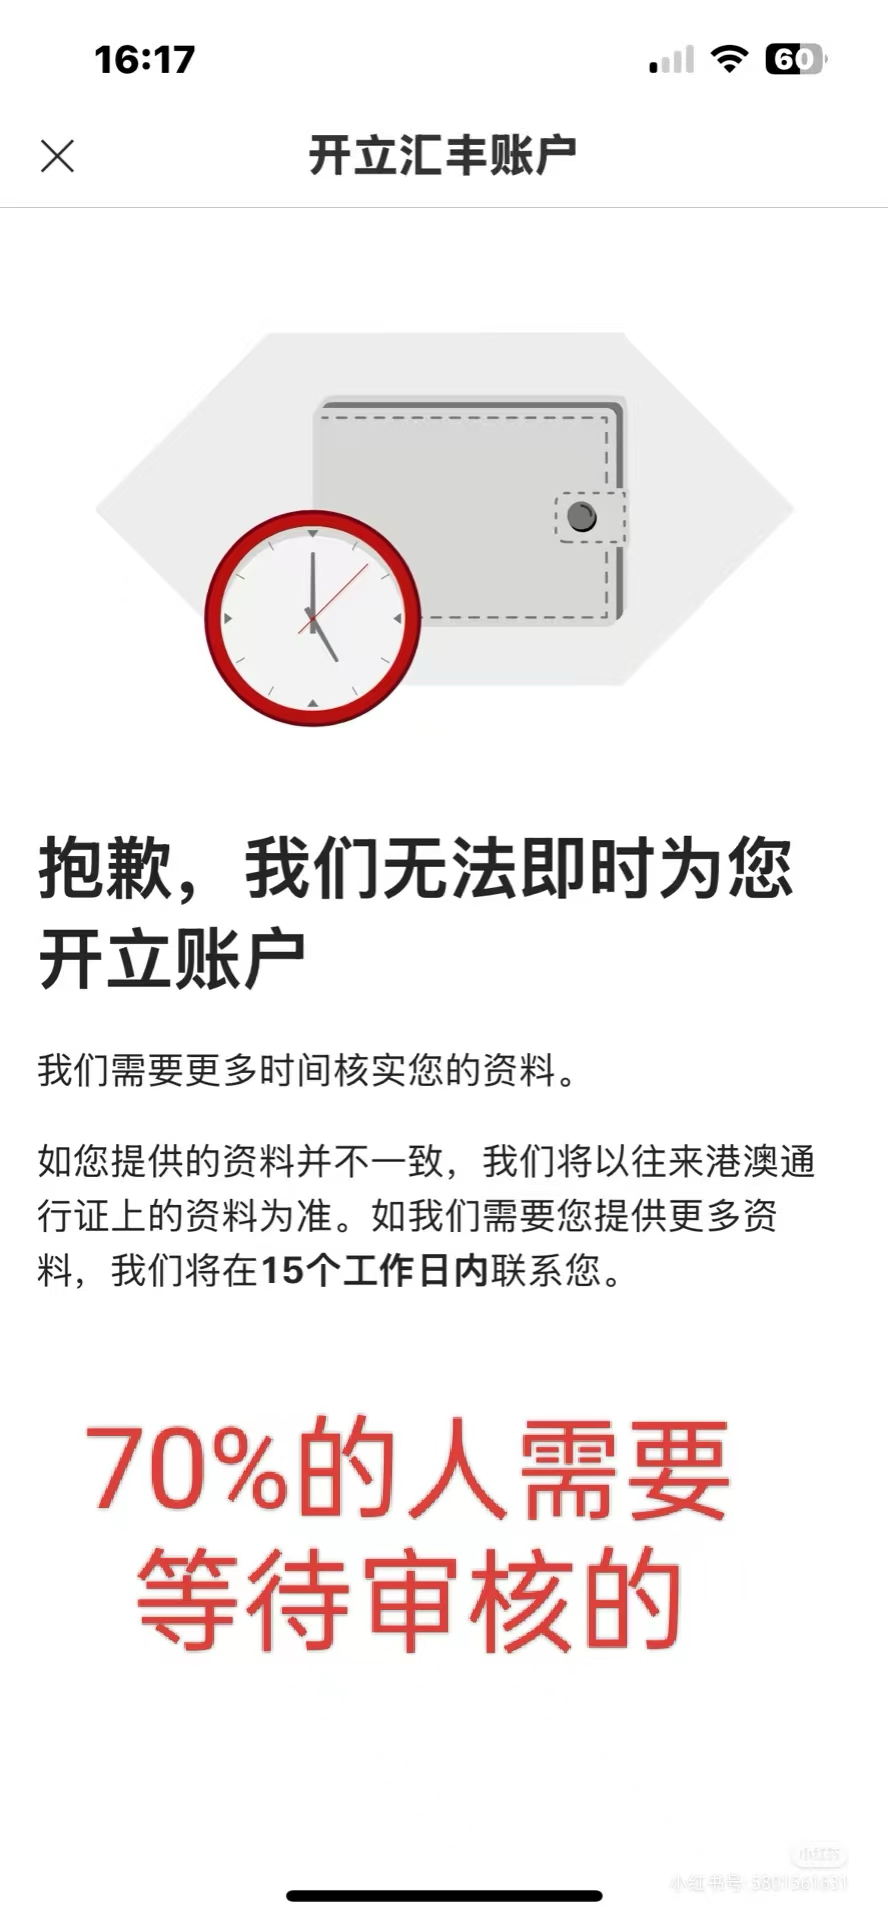 16:17
60
开立汇丰账户
抱歉，我们无法即时为您
开立账户
我们需要更多时间核实您的资料。
如您提供的资料并不一致，我们将以往来港澳通
行证上的资料为准。如我们需要您提供更多资
料，我们将在15个工作日内联系您。
70%的人需要
等待审核的
小红书
小红书号: